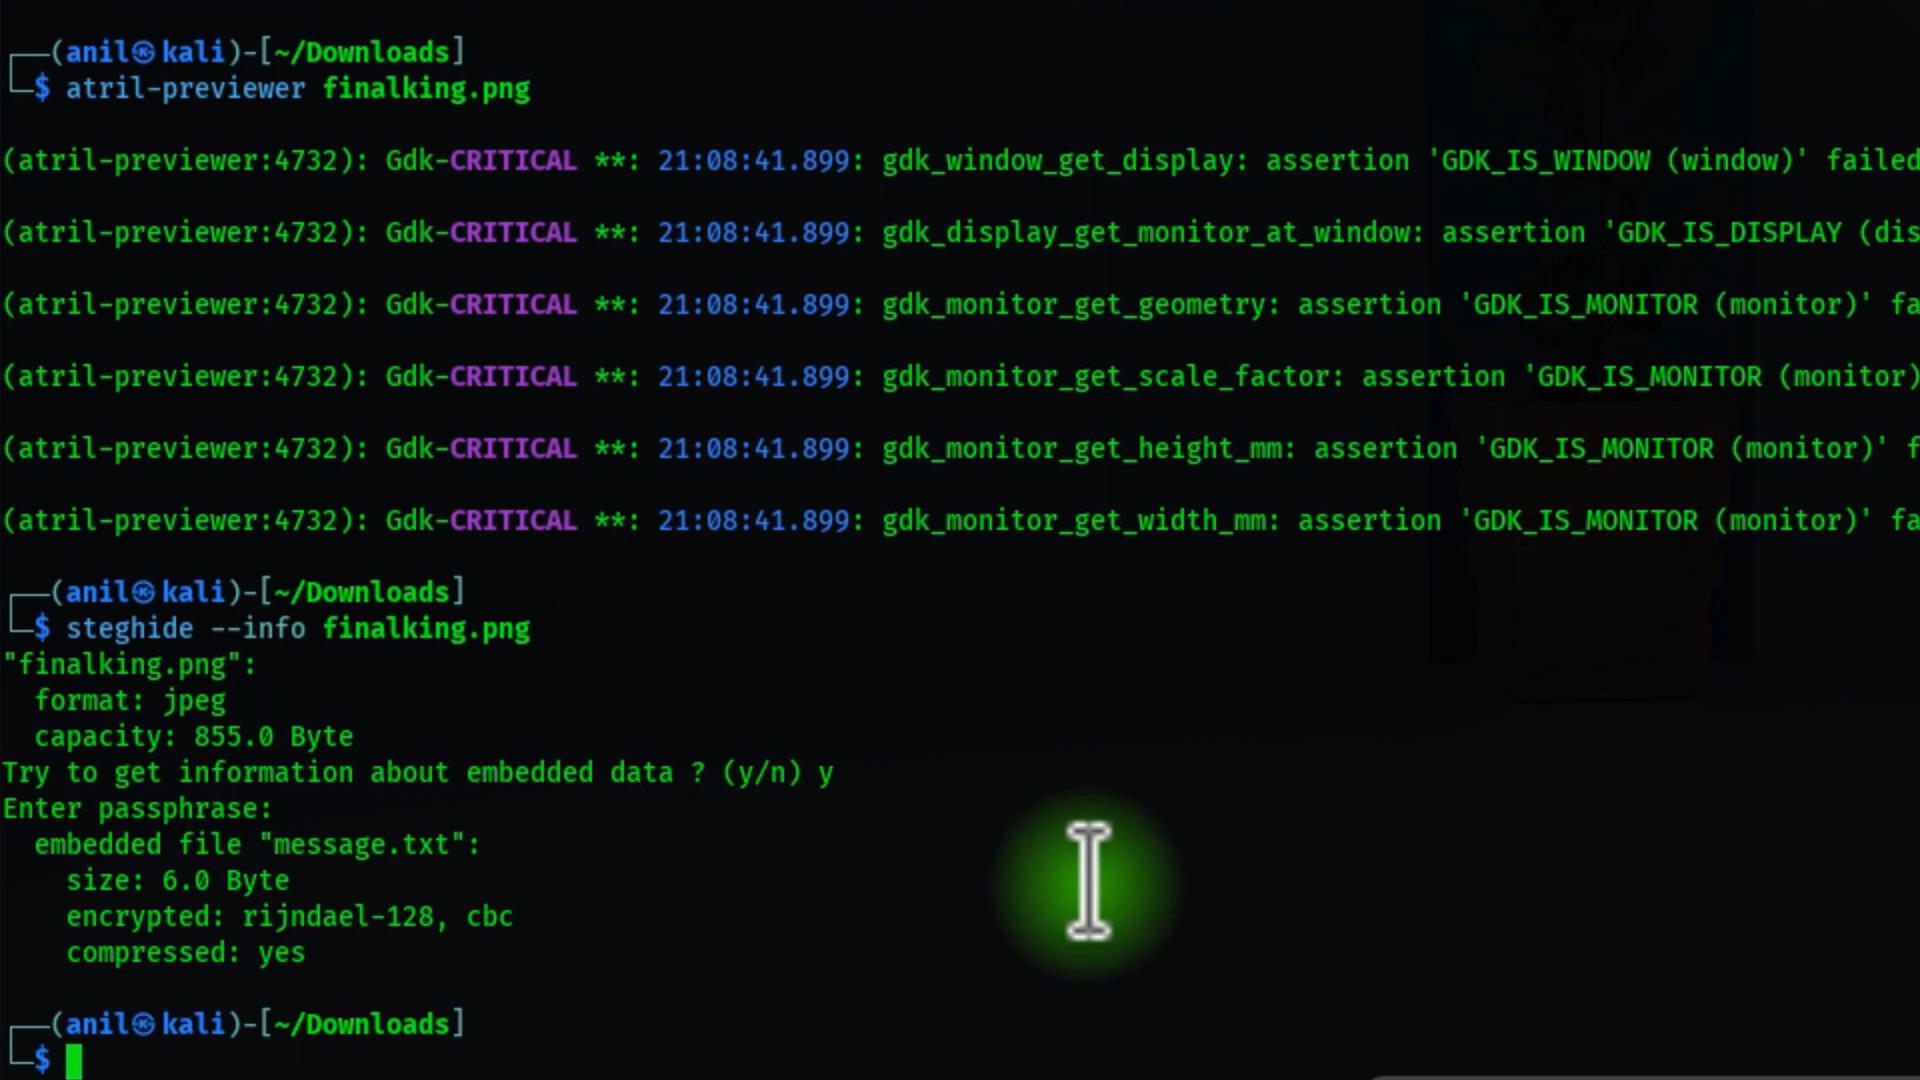 ┌──(anil㉿kali)-[~/Downloads]
└─$ atril-previewer finalking.png
(atril-previewer:4732): Gdk-CRITICAL **: 21:08:41.899: gdk_window_get_display: assertion 'GDK_IS_WINDOW (window)' failed
(atril-previewer:4732): Gdk-CRITICAL **: 21:08:41.899: gdk_display_get_monitor_at_window: assertion 'GDK_IS_DISPLAY (dis
(atril-previewer:4732): Gdk-CRITICAL **: 21:08:41.899: gdk_monitor_get_geometry: assertion 'GDK_IS_MONITOR (monitor)' fa
(atril-previewer:4732): Gdk-CRITICAL **: 21:08:41.899: gdk_monitor_get_scale_factor: assertion 'GDK_IS_MONITOR (monitor)
(atril-previewer:4732): Gdk-CRITICAL **: 21:08:41.899: gdk_monitor_get_height_mm: assertion 'GDK_IS_MONITOR (monitor)' f
(atril-previewer:4732): Gdk-CRITICAL **: 21:08:41.899: gdk_monitor_get_width_mm: assertion 'GDK_IS_MONITOR (monitor)' fa
┌──(anil㉿kali)-[~/Downloads]
└─$ steghide --info finalking.png
"finalking.png":
  format: jpeg
  capacity: 855.0 Byte
Try to get information about embedded data ? (y/n) y
Enter passphrase:
  embedded file "message.txt":
    size: 6.0 Byte
    encrypted: rijndael-128, cbc
    compressed: yes
┌──(anil㉿kali)-[~/Downloads]
└─$